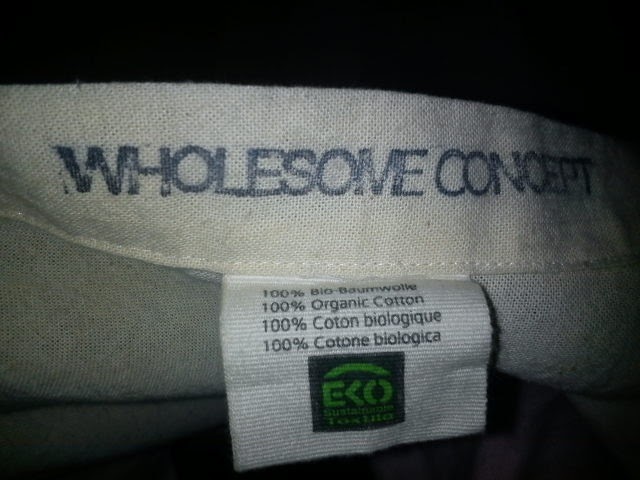 WHOLESOME CONCEPT
100% Bio-Baumwolle
100% Organic Cotton
100% Coton biologique
100% Cotone biologica
EKO
Sustainable
Textile